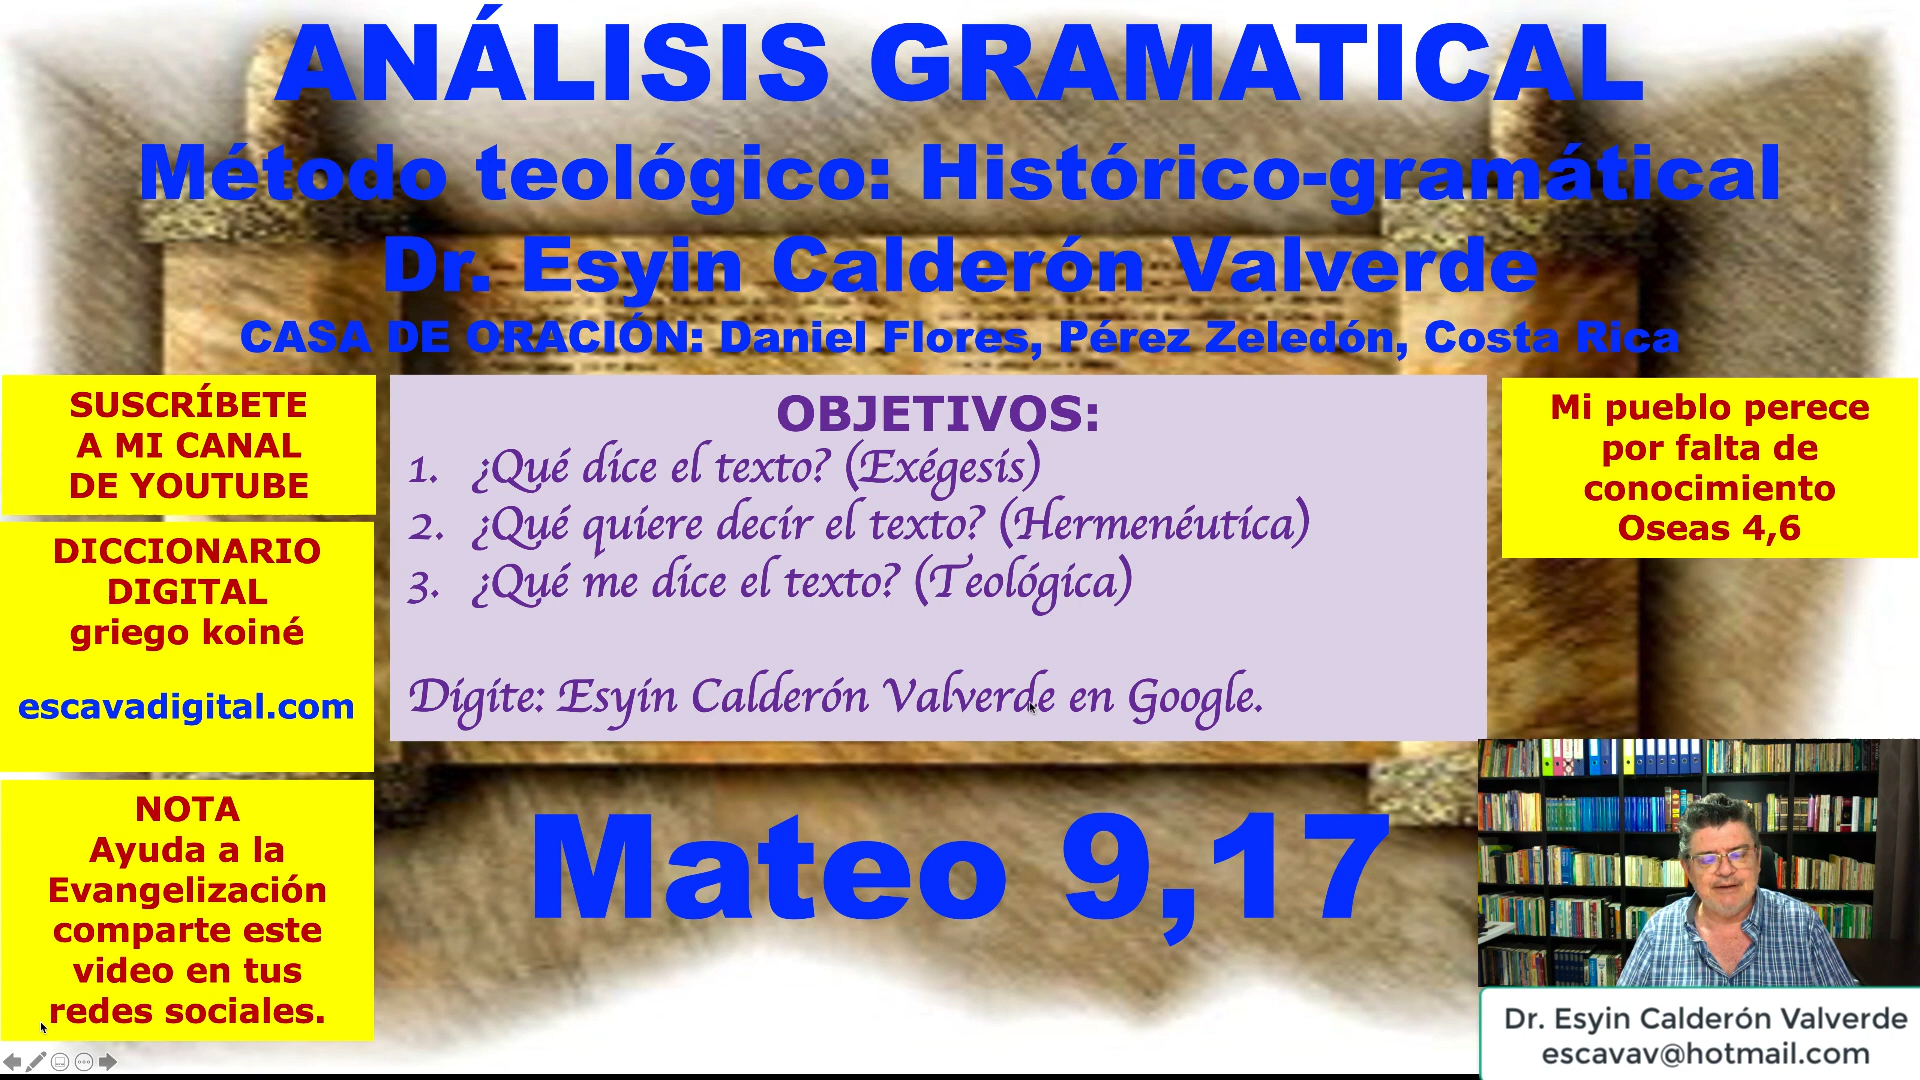 ANÁLISIS GRAMATICAL
Método teológico: Histórico-gramátical
Dr. Esyin Calderón Valverde
CASA DE ORACIÓN: Daniel Flores, Pérez Zeledón, Costa Rica
SUSCRÍBETE
A MI CANAL
DE YOUTUBE
DICCIONARIO
DIGITAL
griego koiné
escavadigital.com
NOTA
Ayuda a la
Evangelización
comparte este
video en tus
redes sociales.
OBJETIVOS:
1. ¿Qué dice el texto? (Exégesis)
2. ¿Qué quiere decir el texto? (Hermenéutica)
3. ¿Qué me dice el texto? (Teológica)
Digite: Esyin Calderón Valverde en Google.
Mi pueblo perece
por falta de
conocimiento
Oseas 4,6
Mateo 9,17
Dr. Esyin Calderón Valverde
escavav@hotmail.com